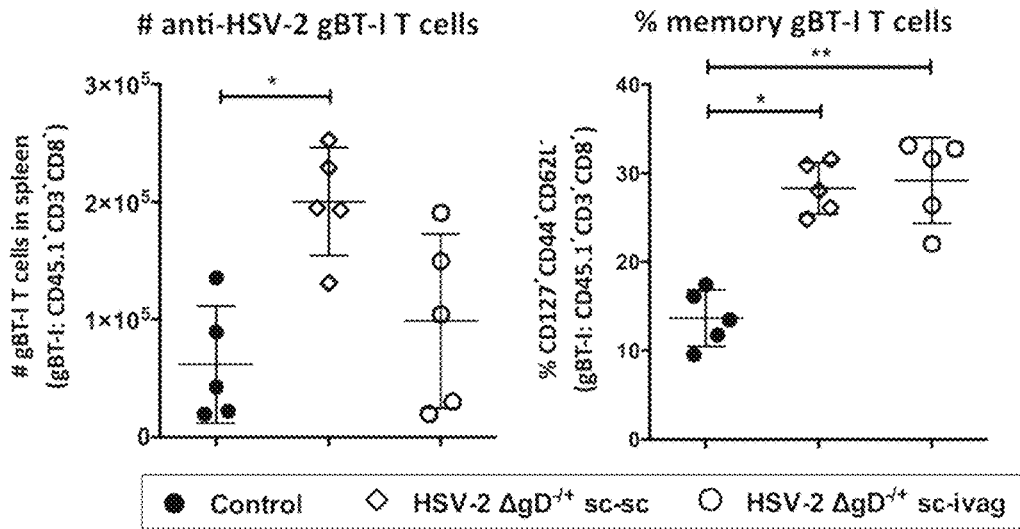 # anti-HSV-2 gBT-I T cells
# gBT-I T cells in spleen
(gBT-I: CD45.1⁺CD3⁺CD8⁺)
3×10⁵
2×10⁵
1×10⁵
0
*
% memory gBT-I T cells
% CD127⁺CD44⁺CD62L⁻
(gBT-I: CD45.1⁺CD3⁺CD8⁺)
40
30
20
10
0
**
*
Control
HSV-2 ΔgD⁻/⁺ sc-sc
HSV-2 ΔgD⁻/⁺ sc-ivag